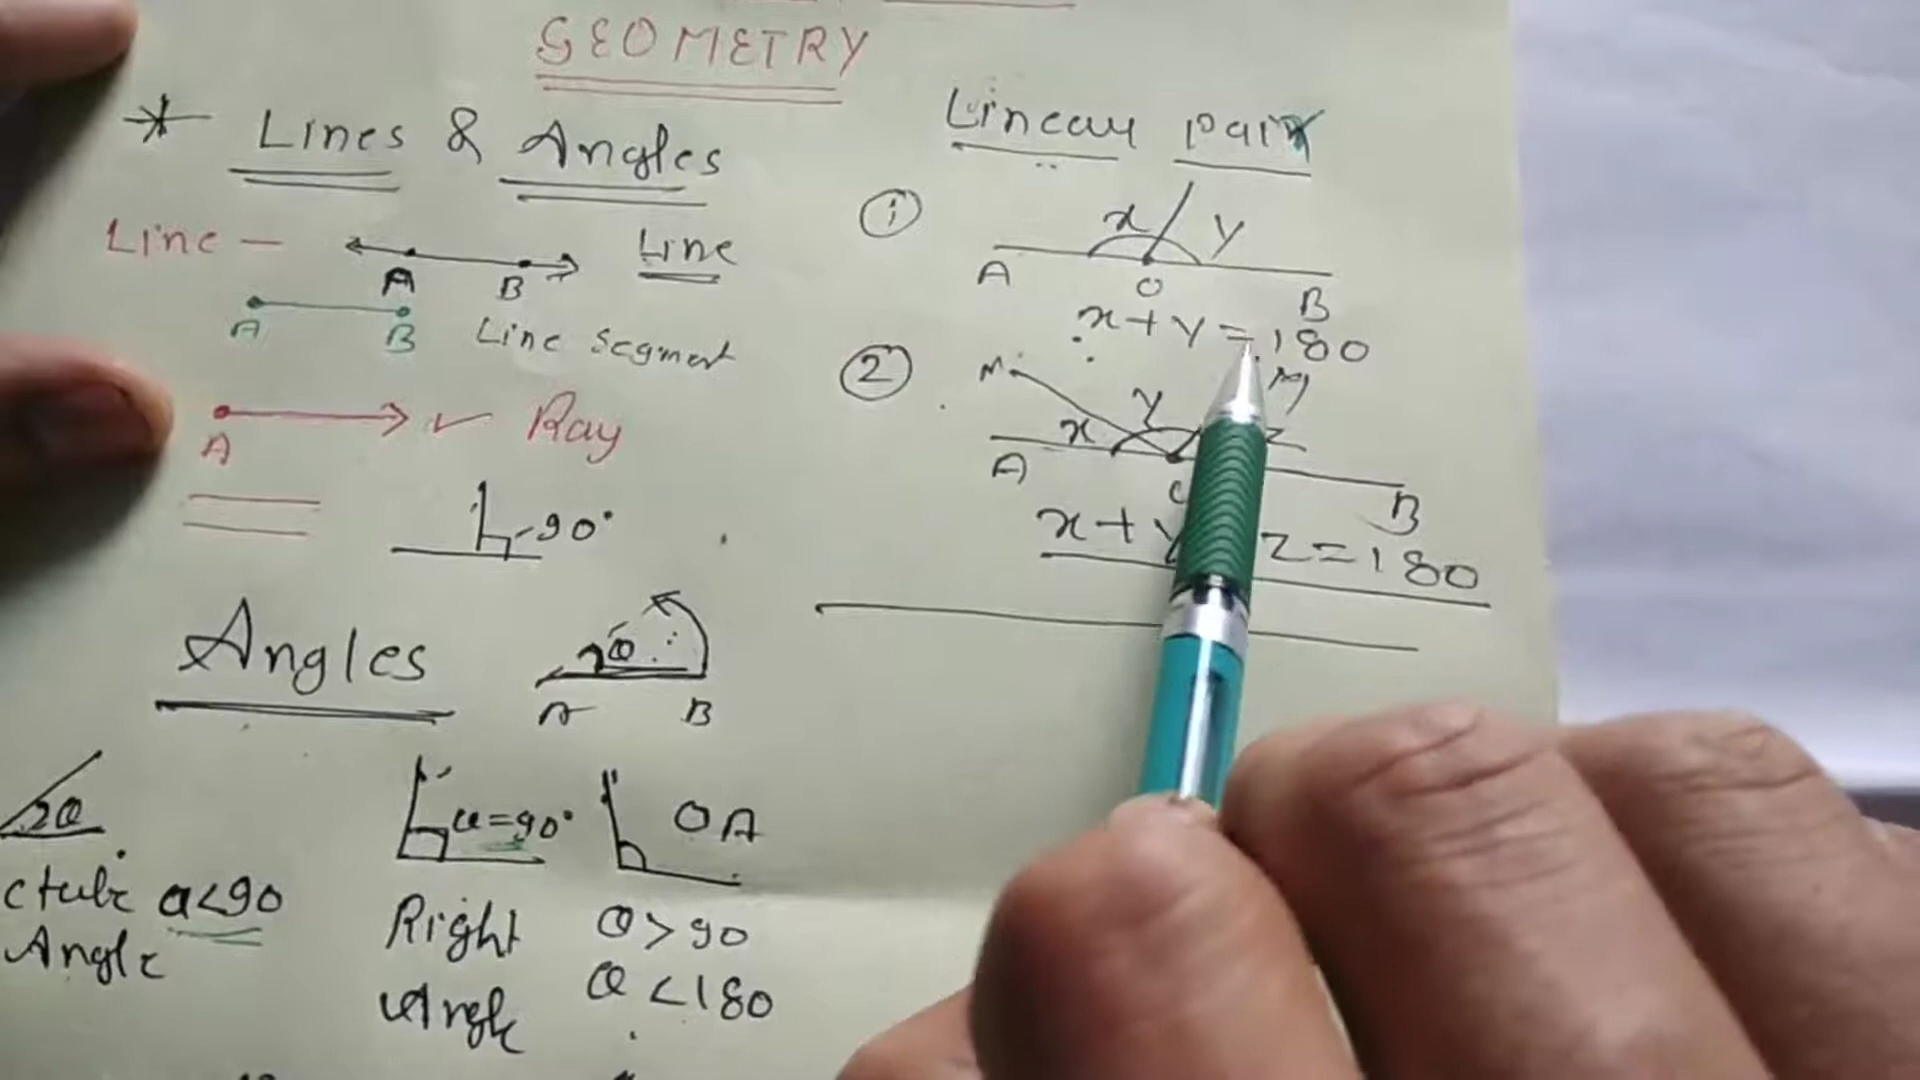 GEOMETRY
* Lines & Angles
Line — A B Line
A B Line Segment
A Ray
90°
Angles
A θ B
θ
Angle θ<90
θ=90°
Right Angle
OA
θ > 90
θ < 180
Linear pair
① x y
A O B
x + y = 180
② M x y z
A B
x + y z = 180